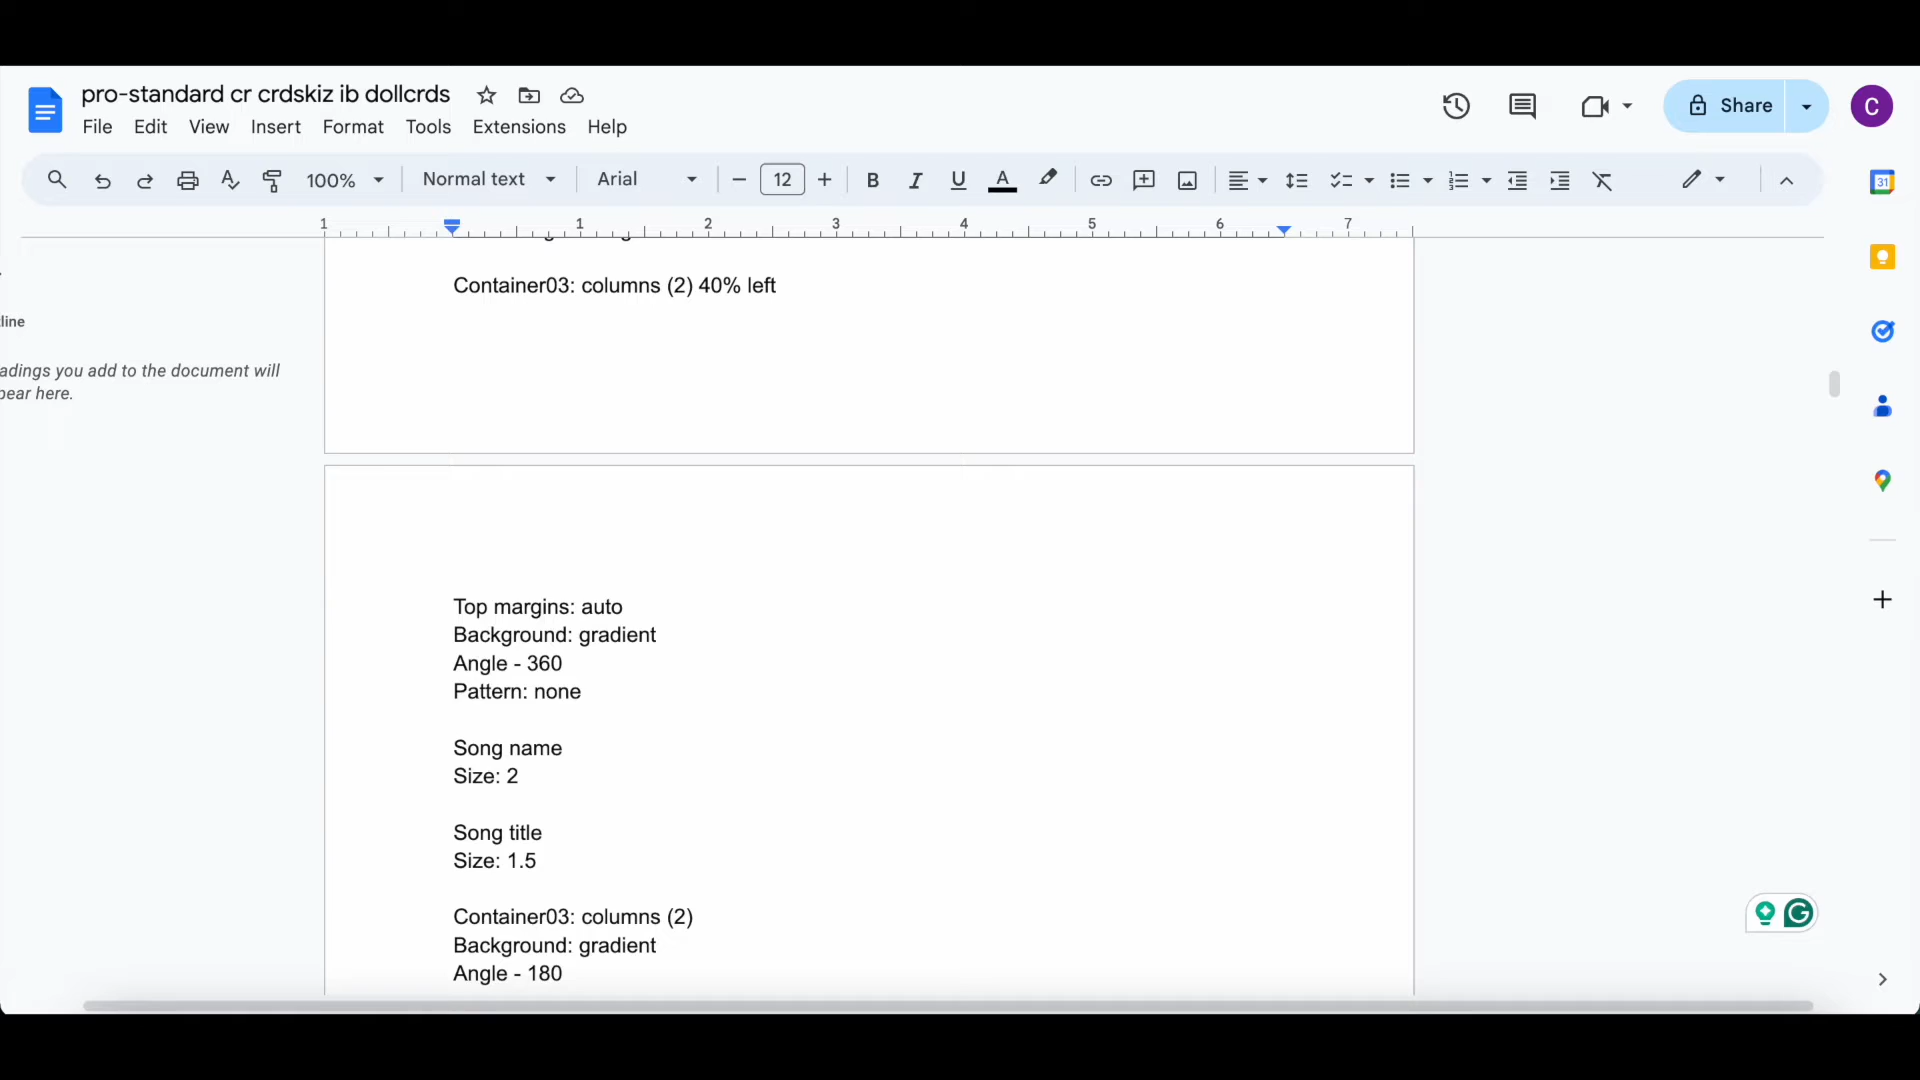 pro-standard cr crdskiz ib dollcrds
File Edit View Insert Format Tools Extensions Help
Share
C
100% Normal text Arial 12 B I U A
31
1 1 2 3 4 5 6 7
Container03: columns (2) 40% left
tline
adings you add to the document will
pear here.
Top margins: auto
Background: gradient
Angle - 360
Pattern: none
Song name
Size: 2
Song title
Size: 1.5
Container03: columns (2)
Background: gradient
Angle - 180